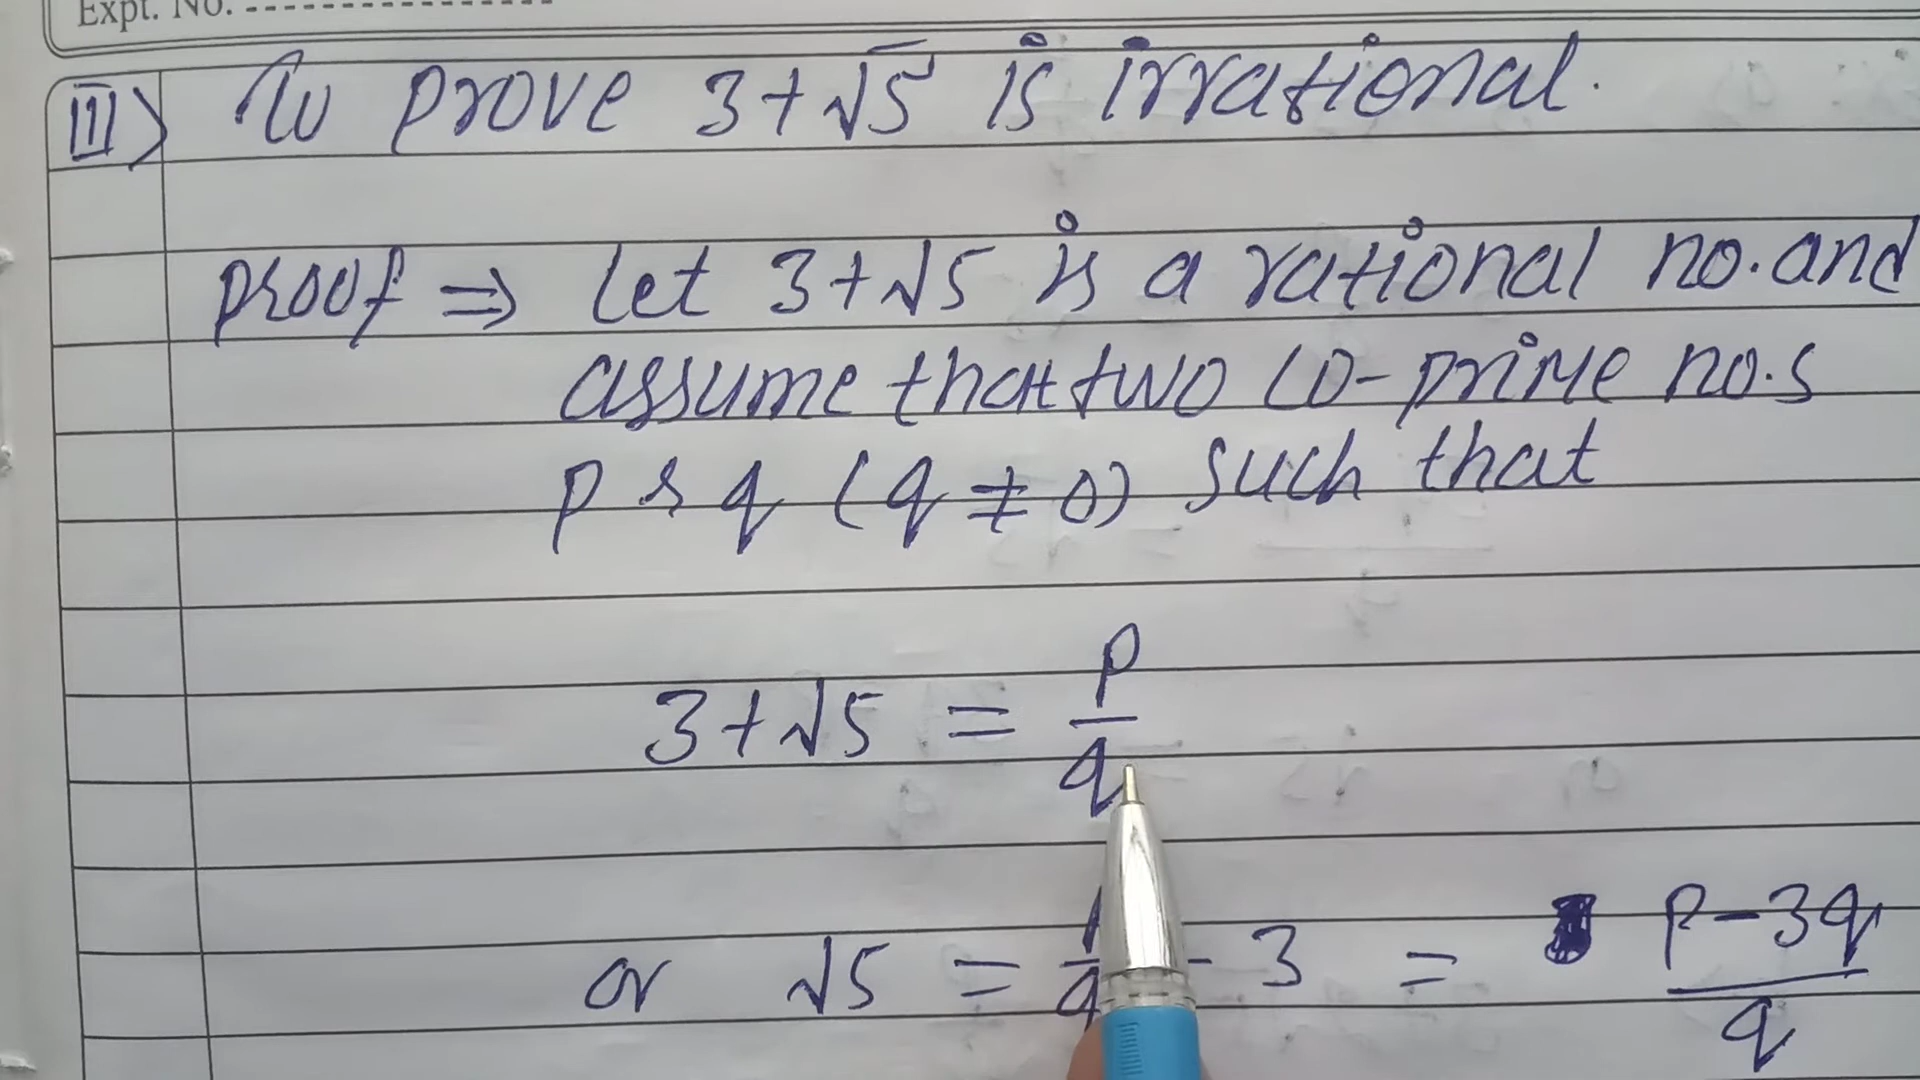 Expt. No.
II) To prove 3+√5 is irrational.
proof ⇒ Let 3+√5 is a rational no. and
assume that two co-prime no.s
p & q (q ≠ 0) such that
3+√5 = p/q
or √5 = p/q - 3 = p-3q/q